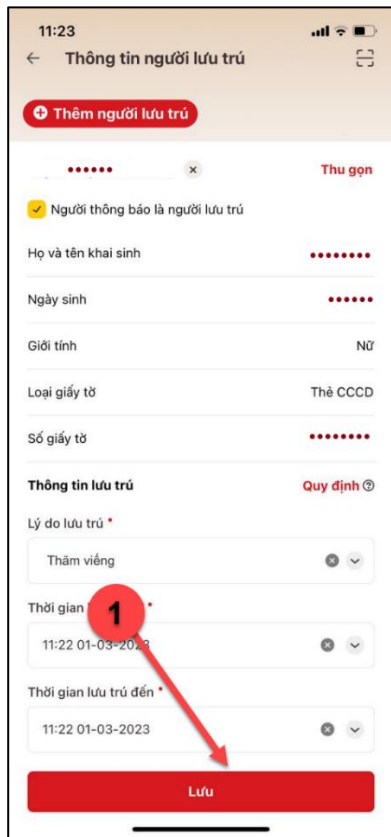 11:23
Thông tin người lưu trú
Thêm người lưu trú
Thu gọn
Người thông báo là người lưu trú
Họ và tên khai sinh
Ngày sinh
Giới tính Nữ
Loại giấy tờ Thẻ CCCD
Số giấy tờ
Thông tin lưu trú Quy định
Lý do lưu trú *
Thăm viếng
Thời gian *
1
11:22 01-03-2023
Thời gian lưu trú đến *
11:22 01-03-2023
Lưu